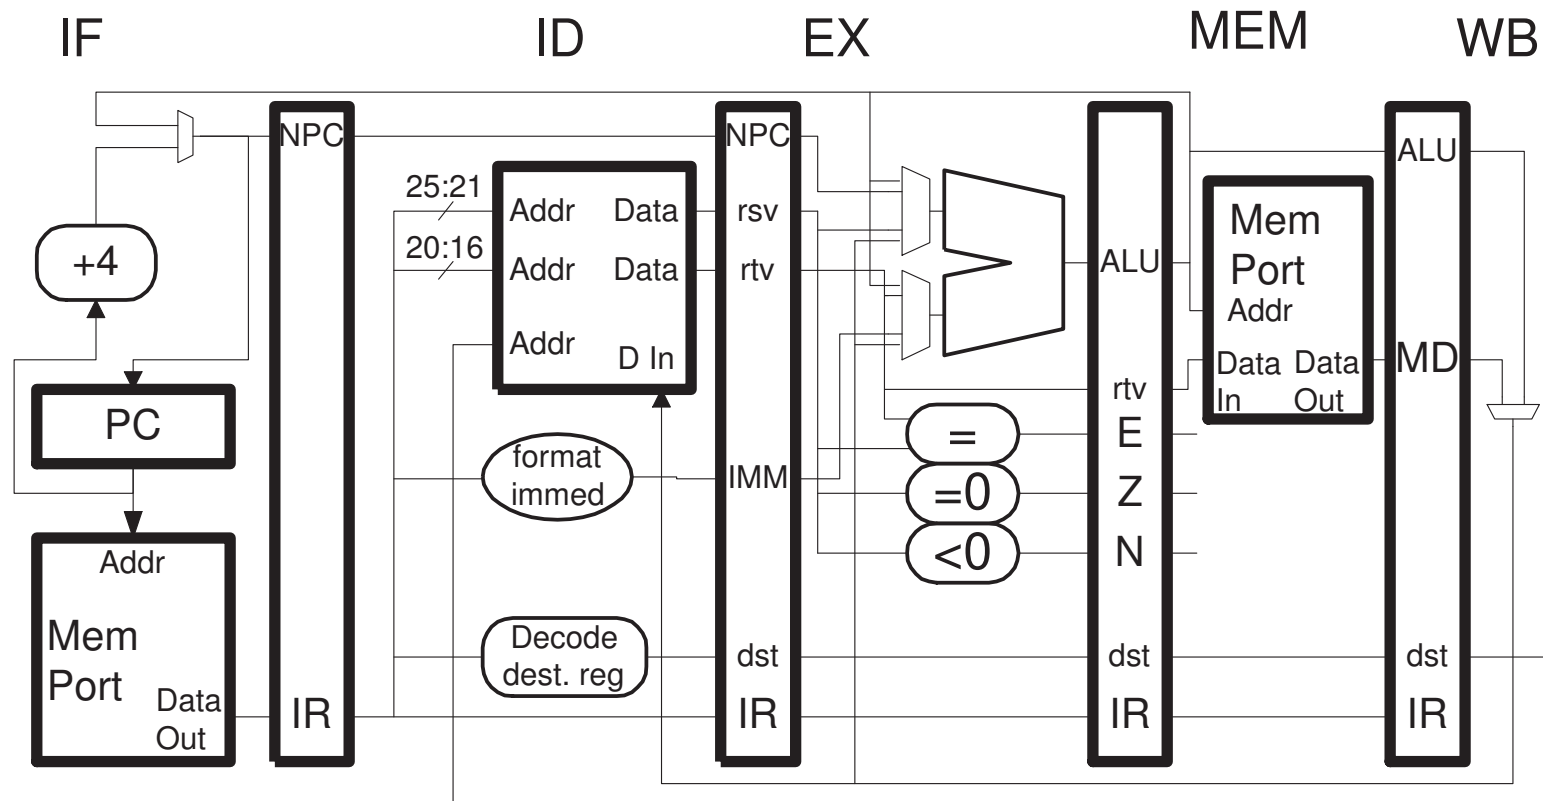 IF
ID
EX
MEM
WB
NPC
NPC
ALU
25:21
Addr
Data
rsv
20:16
Addr
Data
rtv
+4
ALU
Mem
Port
Addr
Addr
D In
PC
rtv
Data
In
Data
Out
MD
=
E
format
immed
IMM
=0
Z
<0
N
Addr
Mem
Port
Data
Out
IR
Decode
dest. reg
dst
IR
dst
IR
dst
IR